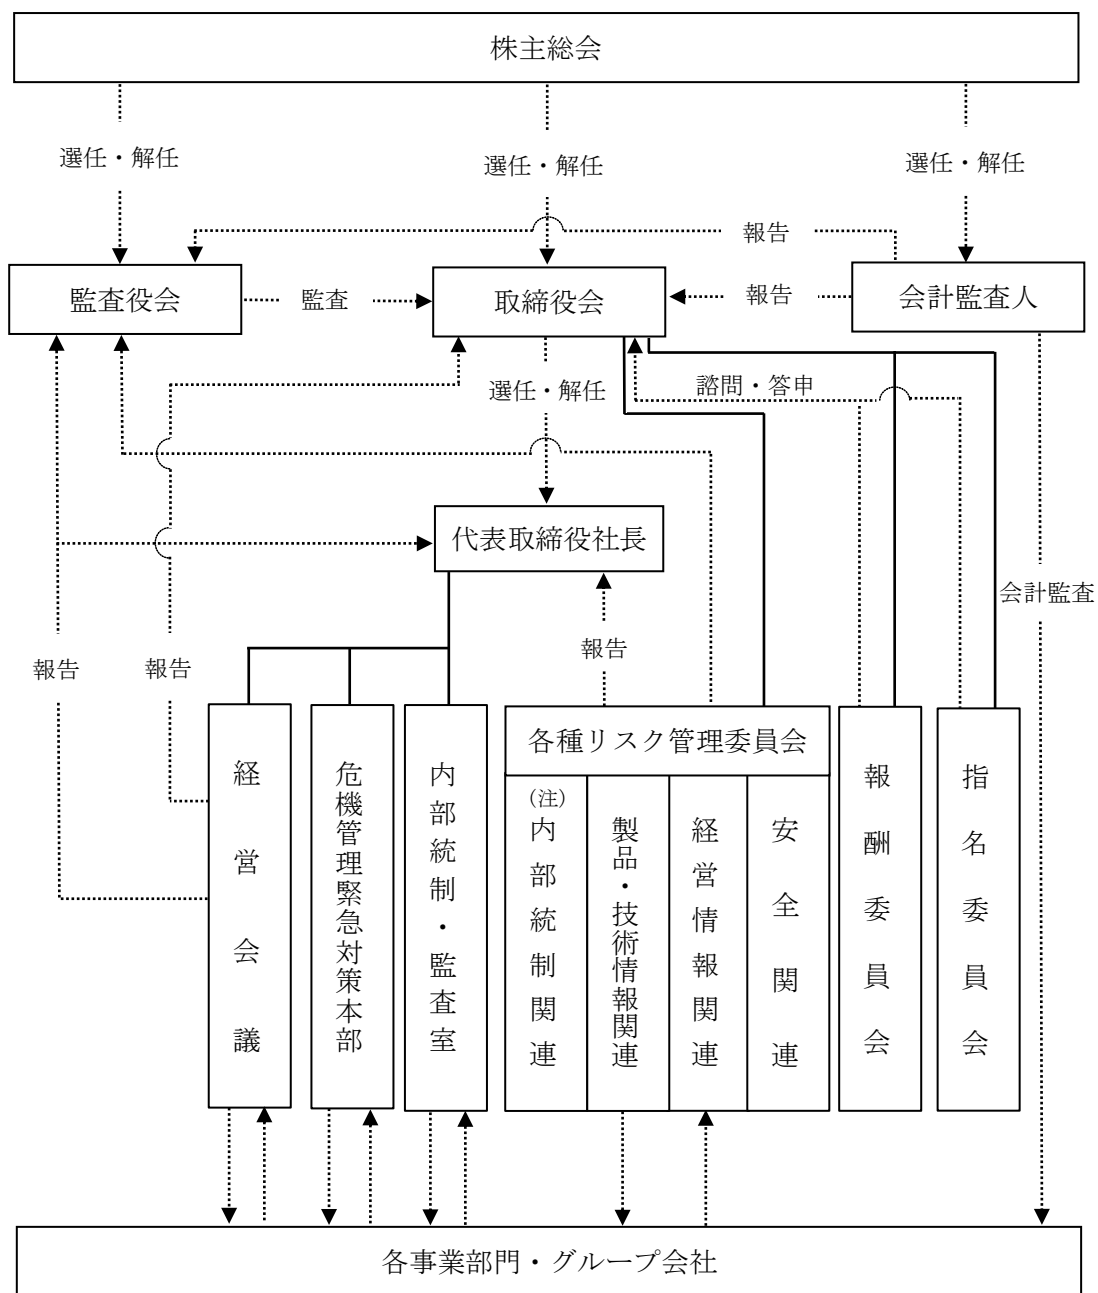 株主総会
選任・解任
選任・解任
選任・解任
報告
監査役会
監査
取締役会
報告
会計監査人
選任・解任
諮問・答申
代表取締役社長
会計監査
報告
報告
報告
経営会議
危機管理緊急対策本部
内部統制・監査室
各種リスク管理委員会
(注)
内部統制関連
製品・技術情報関連
経営情報関連
安全関連
報酬委員会
指名委員会
各事業部門・グループ会社